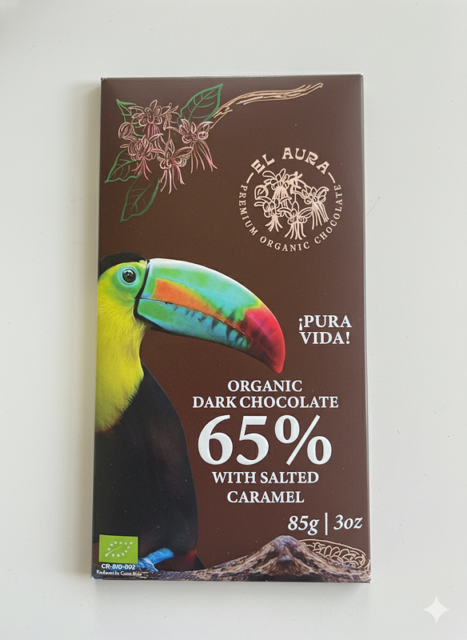 EL AURA
PREMIUM ORGANIC CHOCOLATE
¡PURA
VIDA!
ORGANIC
DARK CHOCOLATE
65%
WITH SALTED
CARAMEL
85g | 3oz
CR-BIO-002